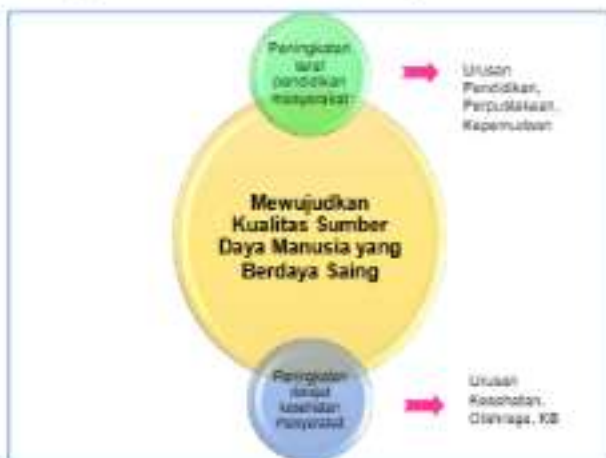 Peningkatan
taraf
pendidikan
masyarakat
Urusan
Pendidikan,
Perpustakaan,
Kepemudaan
Mewujudkan
Kualitas Sumber
Daya Manusia yang
Berdaya Saing
Peningkatan
derajat
kesehatan
masyarakat
Urusan
Kesehatan,
Olahraga, KB